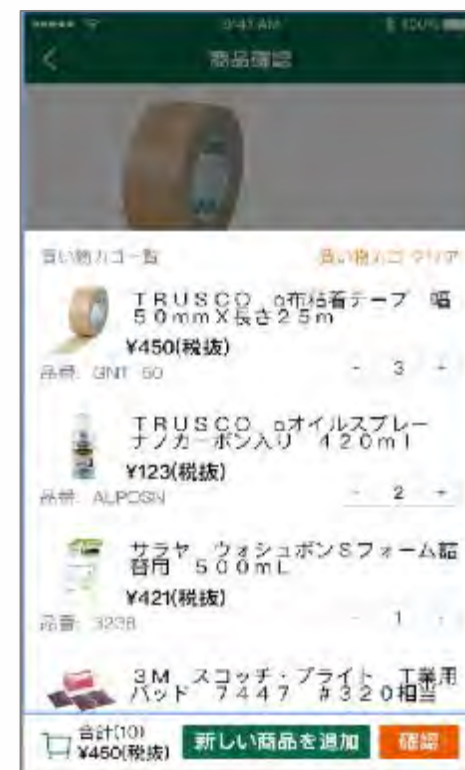 9:41 AM 100%
商品確認
買い物カゴ一覧 買い物カゴクリア
TRUSCO α布粘着テープ 幅
50mmX長さ25m
¥450(税抜)
品番: GNT-50 - 3 +
TRUSCO αオイルスプレー
ナノカーボン入り 420ml
¥123(税抜)
- 2 +
サラヤ ウォシュボンSフォーム詰
替用 500mL
¥421(税抜)
品番: 3238 - 1 +
3M スコッチ・ブライト 工業用
パッド 7447 #320相当
合計(10)
¥450(税抜) 新しい商品を追加 確認